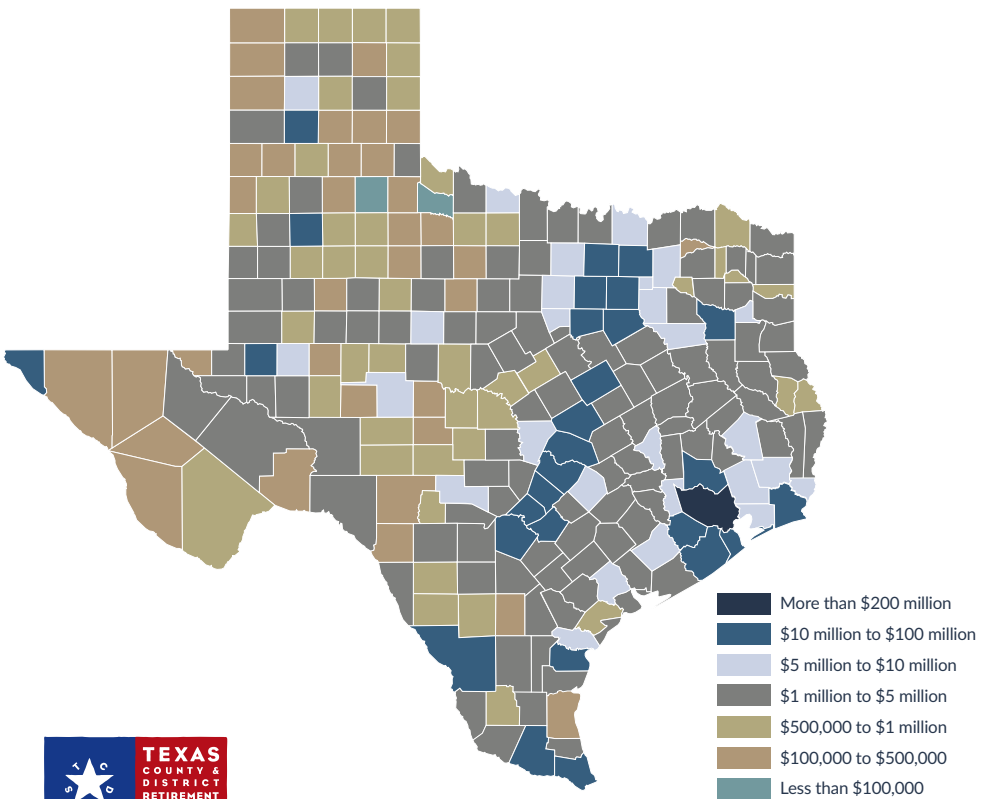 More than $200 million
$10 million to $100 million
$5 million to $10 million
$1 million to $5 million
$500,000 to $1 million
$100,000 to $500,000
Less than $100,000
T C
S D
TEXAS
COUNTY &
DISTRICT
RETIREMENT